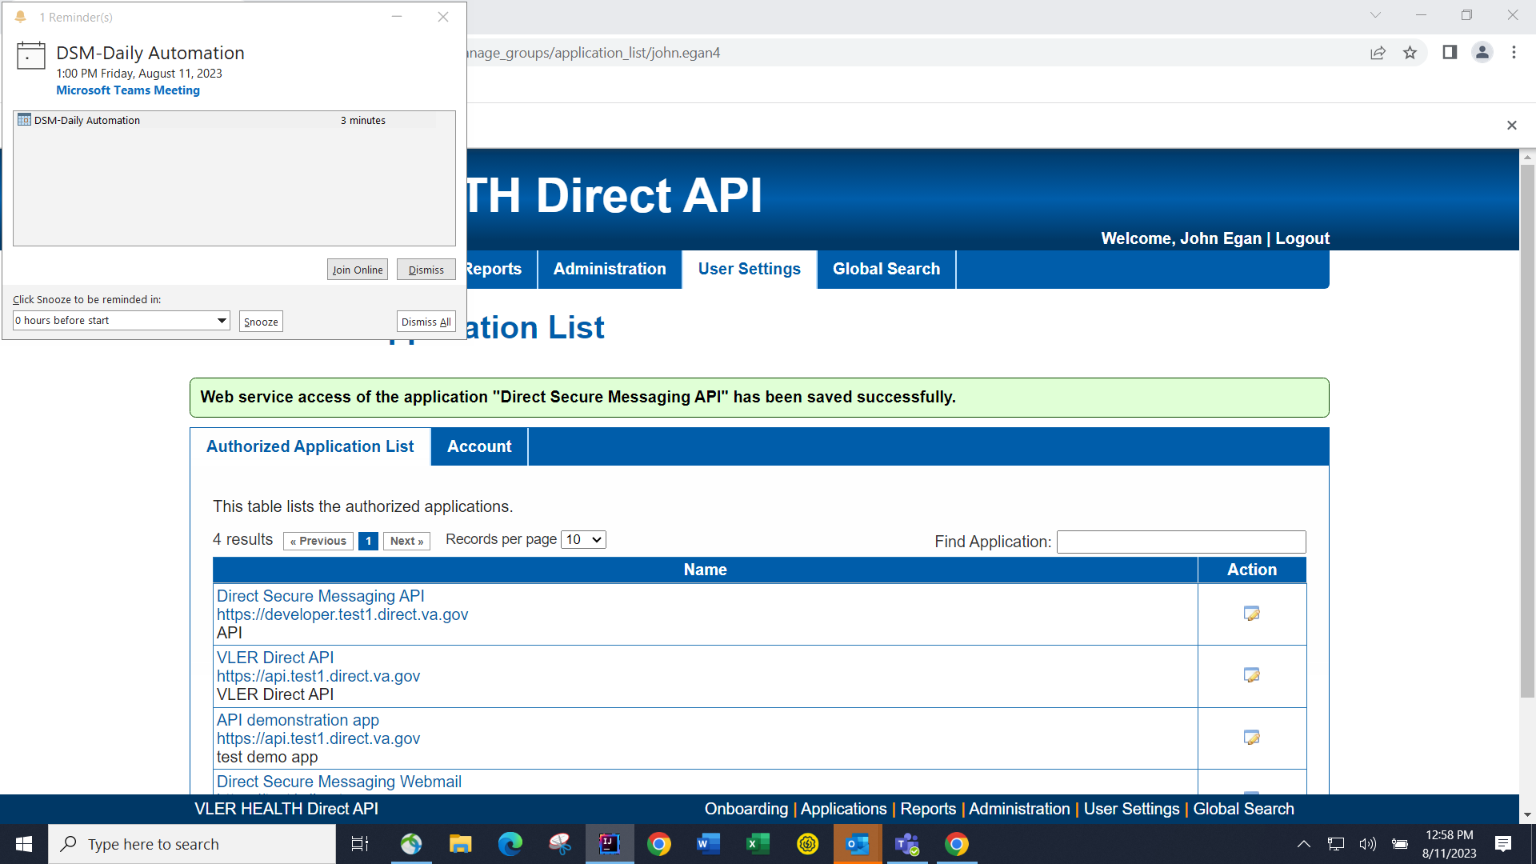 1 Reminder(s)
DSM-Daily Automation
1:00 PM Friday, August 11, 2023
Microsoft Teams Meeting
DSM-Daily Automation 3 minutes
Join Online Dismiss
Click Snooze to be reminded in:
0 hours before start Snooze Dismiss All
nage_groups/application_list/john.egan4
TH Direct API
Welcome, John Egan | Logout
Reports Administration User Settings Global Search
ation List
Web service access of the application "Direct Secure Messaging API" has been saved successfully.
Authorized Application List Account
This table lists the authorized applications.
4 results « Previous 1 Next » Records per page 10 Find Application:
Name Action
Direct Secure Messaging API
https://developer.test1.direct.va.gov
API
VLER Direct API
https://api.test1.direct.va.gov
VLER Direct API
API demonstration app
https://api.test1.direct.va.gov
test demo app
Direct Secure Messaging Webmail
VLER HEALTH Direct API Onboarding | Applications | Reports | Administration | User Settings | Global Search
Type here to search
12:58 PM
8/11/2023